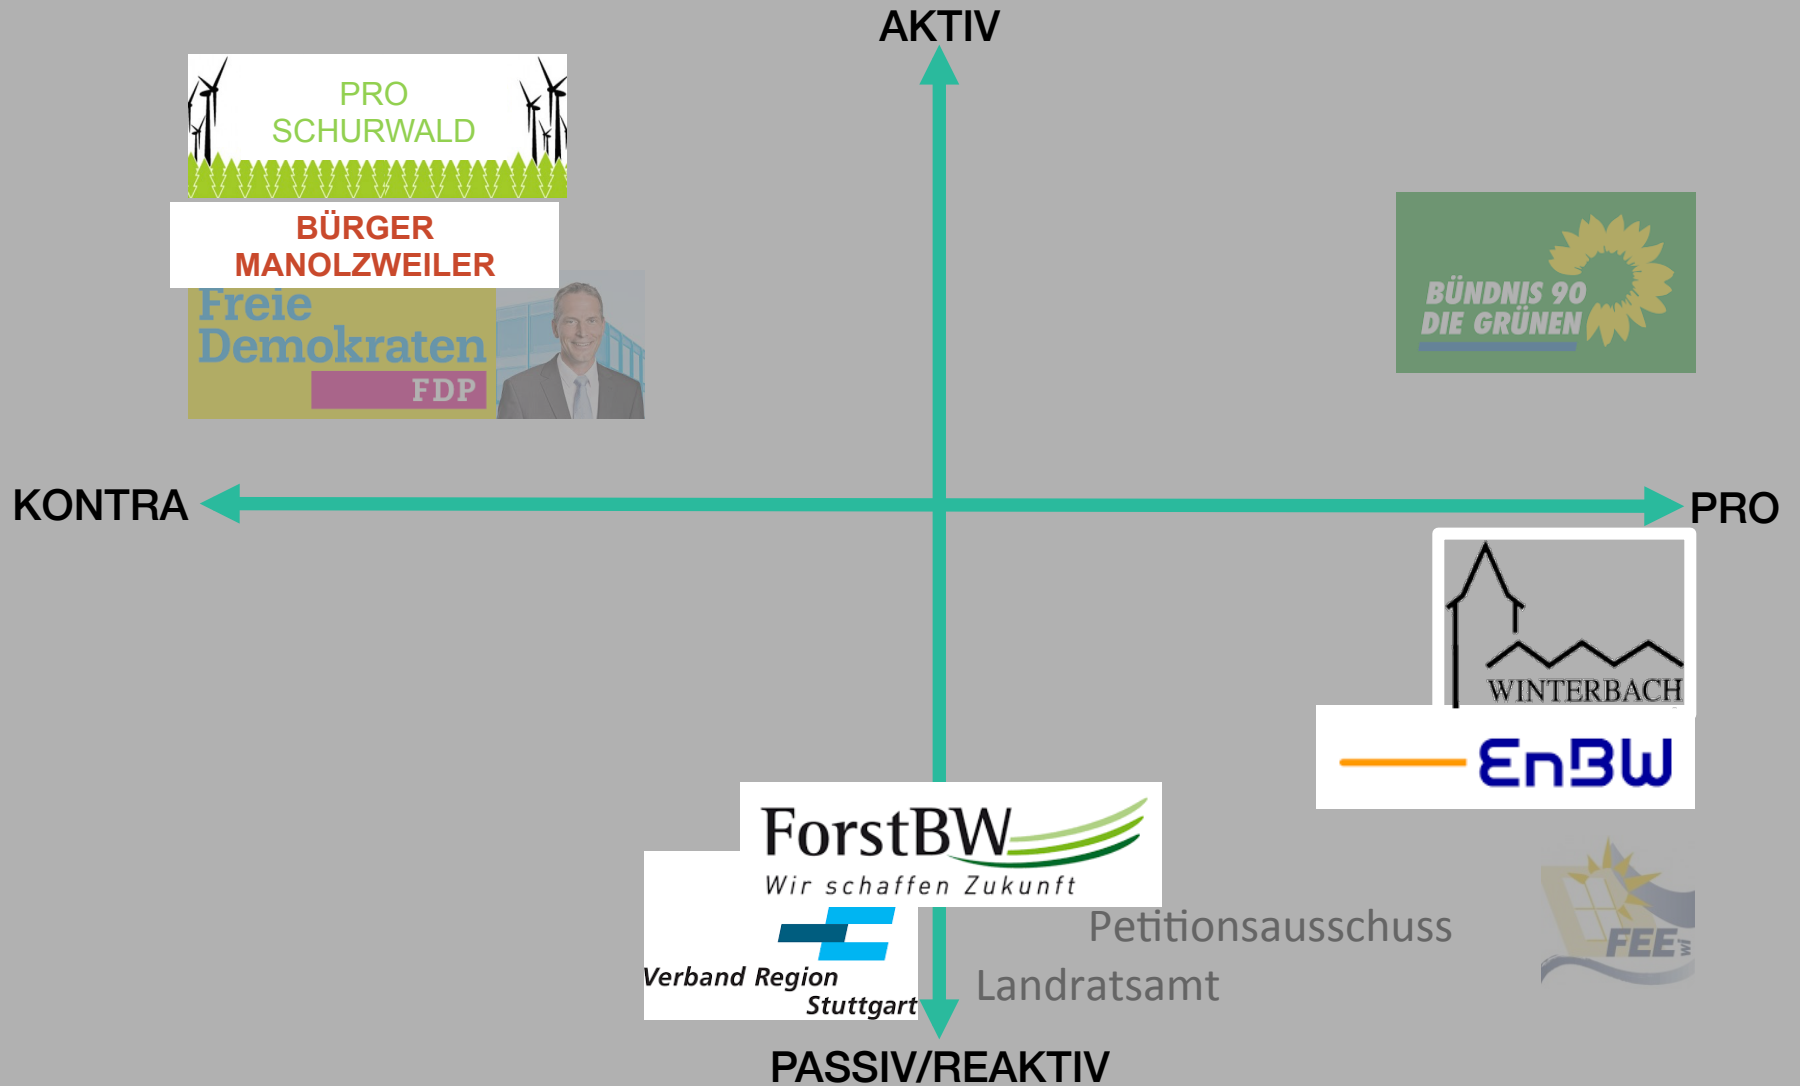 AKTIV
PRO
SCHURWALD
BÜRGER
MANOLZWEILER
Freie
Demokraten
FDP
BÜNDNIS 90
DIE GRÜNEN
KONTRA
PRO
WINTERBACH
EnBW
ForstBW
Wir schaffen Zukunft
Verband Region
Stuttgart
Petitionsausschuss
Landratsamt
FEE wi
PASSIV/REAKTIV